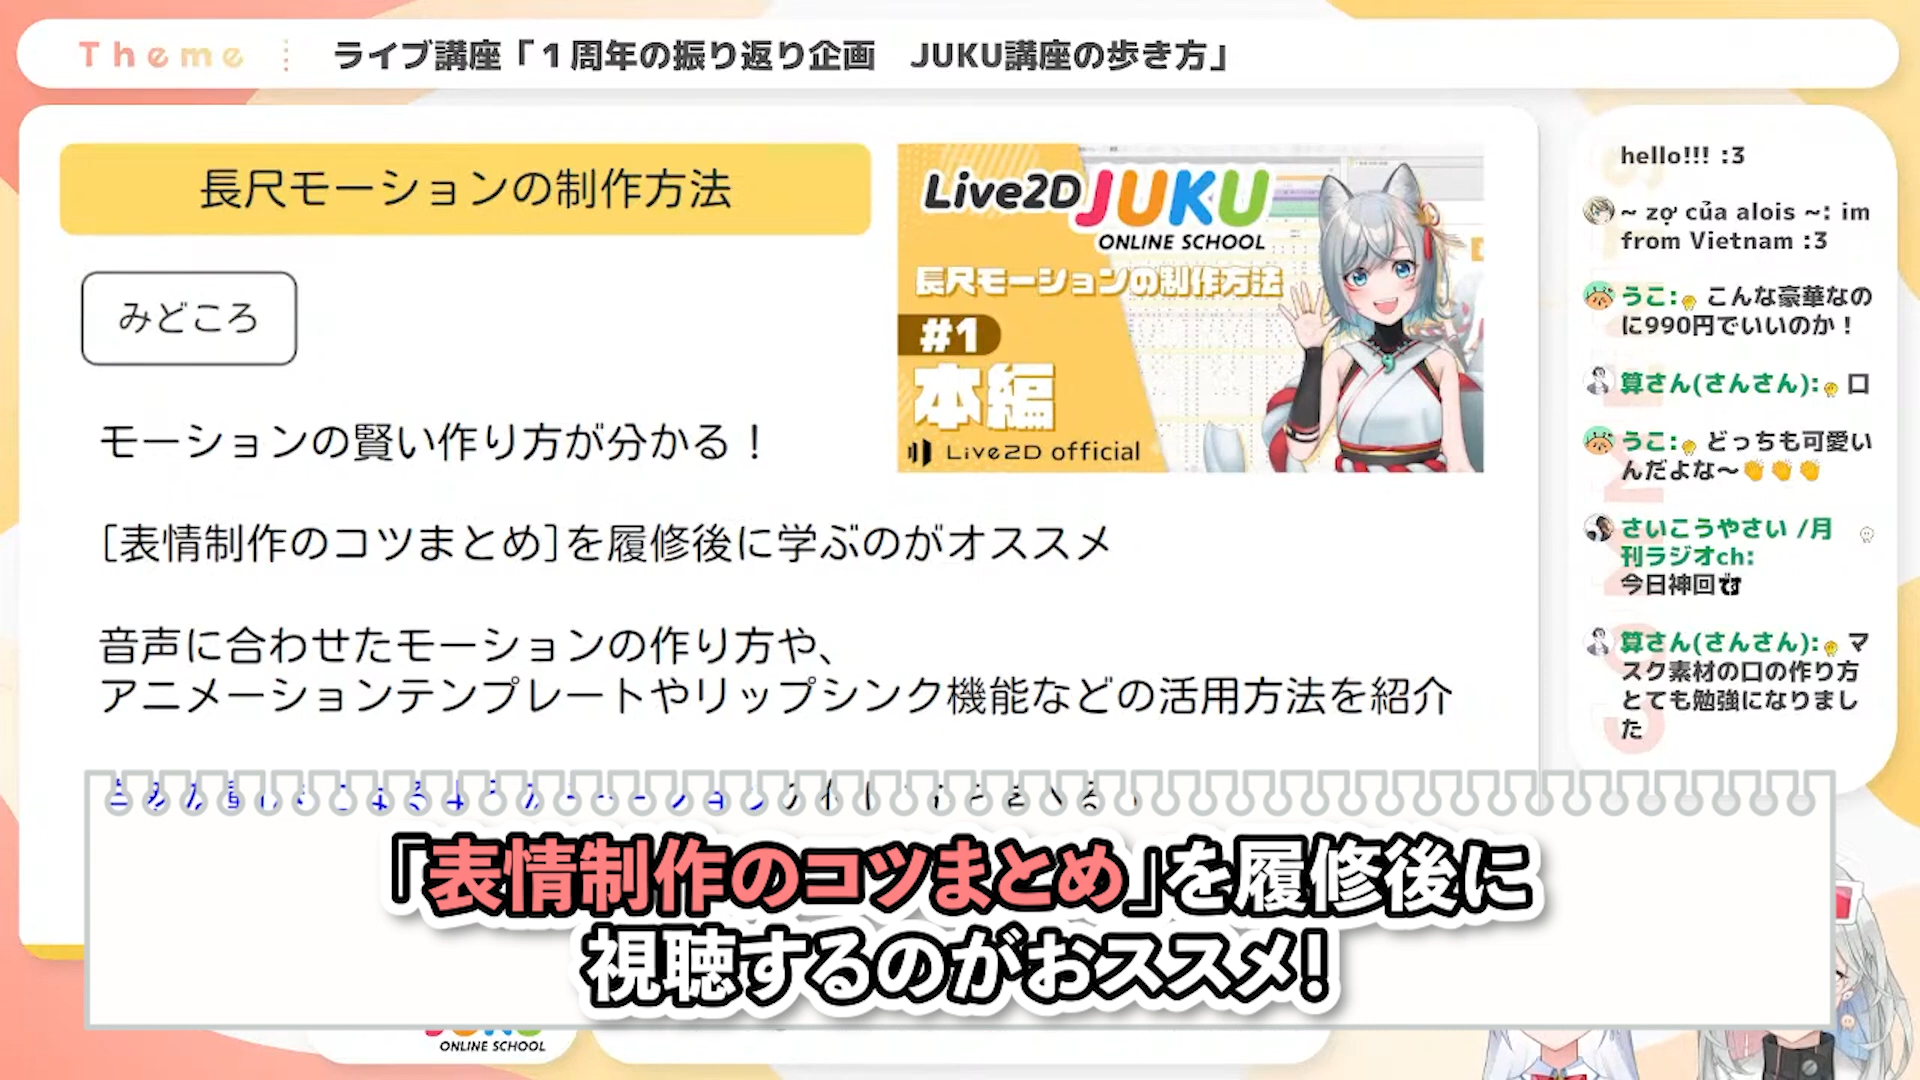 Theme
ライブ講座「１周年の振り返り企画　JUKU講座の歩き方」
長尺モーションの制作方法
みどころ
モーションの賢い作り方が分かる！
[表情制作のコツまとめ]を履修後に学ぶのがオススメ
音声に合わせたモーションの作り方や、
アニメーションテンプレートやリップシンク機能などの活用方法を紹介
Live2D JUKU
ONLINE SCHOOL
長尺モーションの制作方法
#1
本編
Live2D official
hello!!! :3
~ zợ của alois ~: im
from Vietnam :3
うこ: こんな豪華なの
に990円でいいのか！
算さん(さんさん): 口
うこ: どっちも可愛い
んだよな〜👏👏👏
さいこうやさい /月
刊ラジオch:
今日神回です
算さん(さんさん): マ
スク素材の口の作り方
とても勉強になりまし
た
「表情制作のコツまとめ」を履修後に
視聴するのがおススメ！
ONLINE SCHOOL